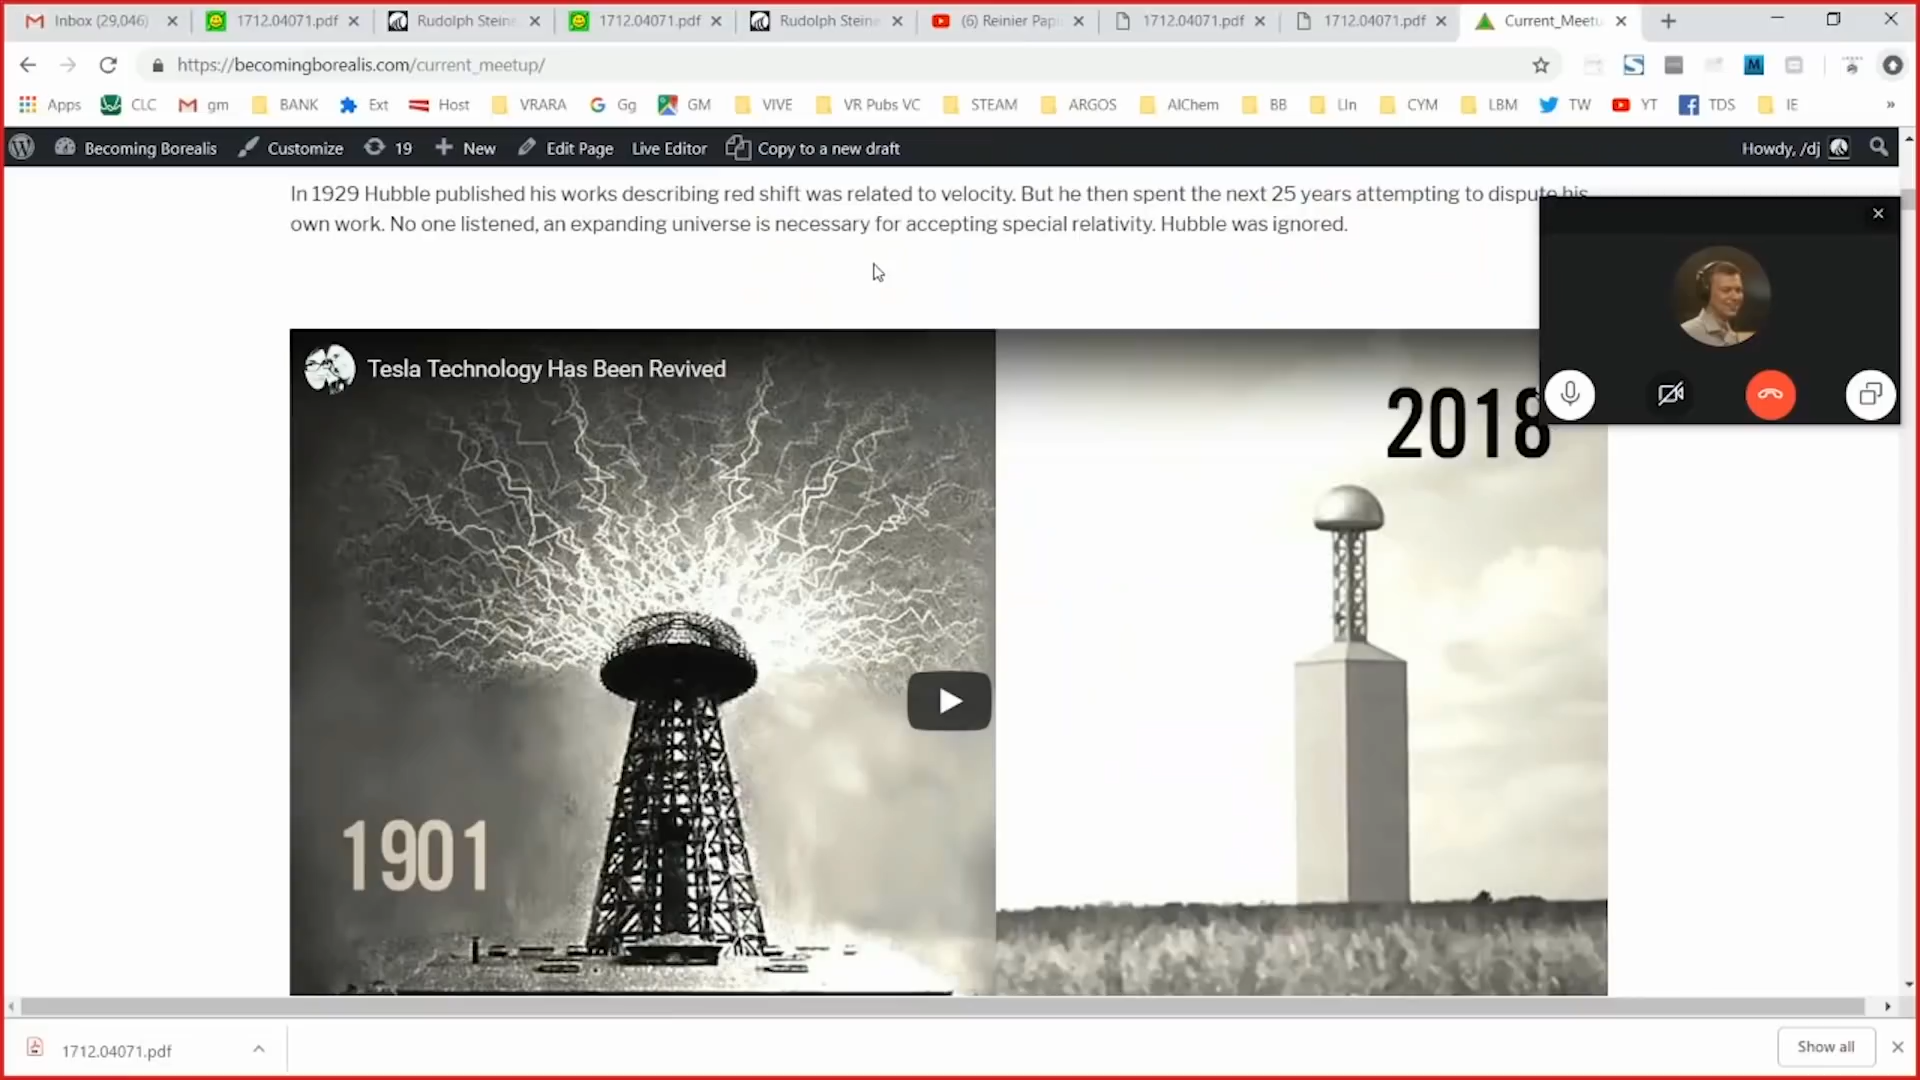 Inbox (29,046)
1712.04071.pdf
Rudolph Stein
1712.04071.pdf
Rudolph Steine
(6) Reinier Pap
1712.04071.pdf
1712.04071.pdf
Current_Meetu
https://becomingborealis.com/current_meetup/
Apps CLC gm BANK Ext Host VRARA Gg GM VIVE VR Pubs VC STEAM ARGOS AIChem BB LIn CYM LBM TW YT TDS IE »
Becoming Borealis Customize 19 New Edit Page Live Editor Copy to a new draft Howdy, /dj
In 1929 Hubble published his works describing red shift was related to velocity. But he then spent the next 25 years attempting to dispute his
own work. No one listened, an expanding universe is necessary for accepting special relativity. Hubble was ignored.
Tesla Technology Has Been Revived
2018
1901
1712.04071.pdf
Show all